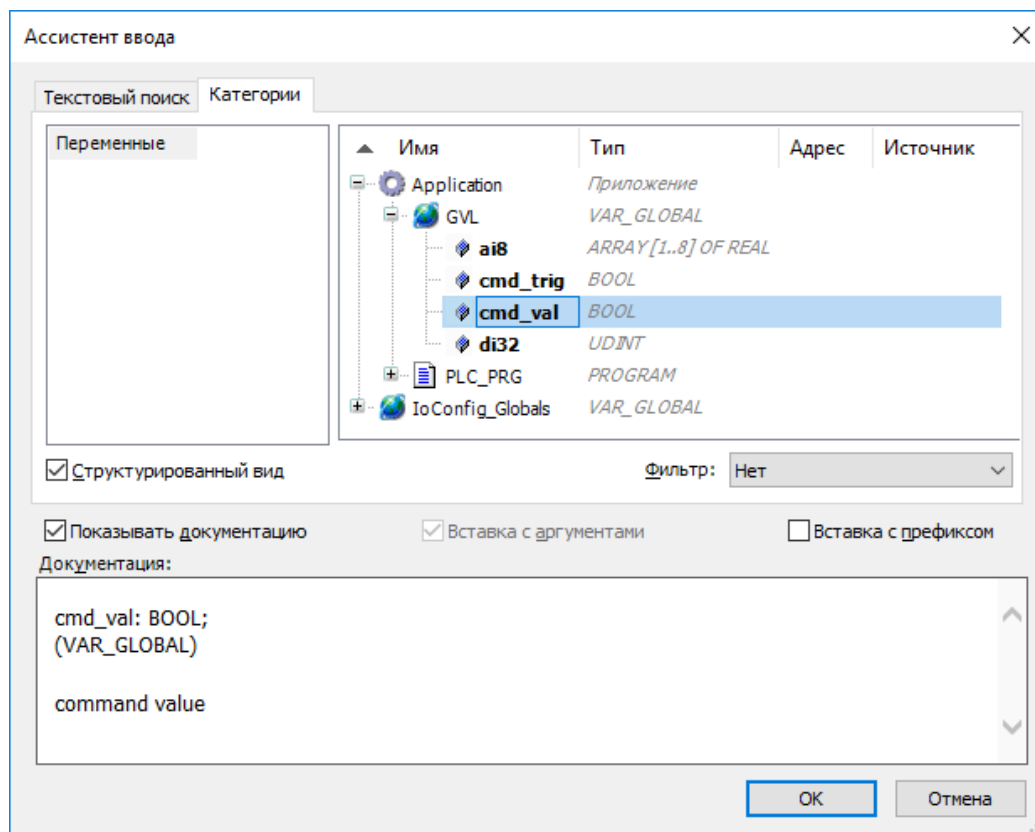 Ассистент ввода
Текстовый поиск Категории
Переменные
Имя Тип Адрес Источник
Application Приложение
GVL VAR_GLOBAL
ai8 ARRAY [1..8] OF REAL
cmd_trig BOOL
cmd_val BOOL
di32 UDINT
PLC_PRG PROGRAM
IoConfig_Globals VAR_GLOBAL
Структурированный вид Фильтр: Нет
Показывать документацию Вставка с аргументами Вставка с префиксом
Документация:
cmd_val: BOOL;
(VAR_GLOBAL)
command value
OK Отмена